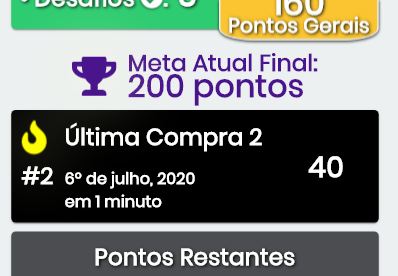 Desafios
160
Pontos Gerais
Meta Atual Final:
200 pontos
Última Compra 2
#2
6º de julho, 2020
em 1 minuto
40
Pontos Restantes